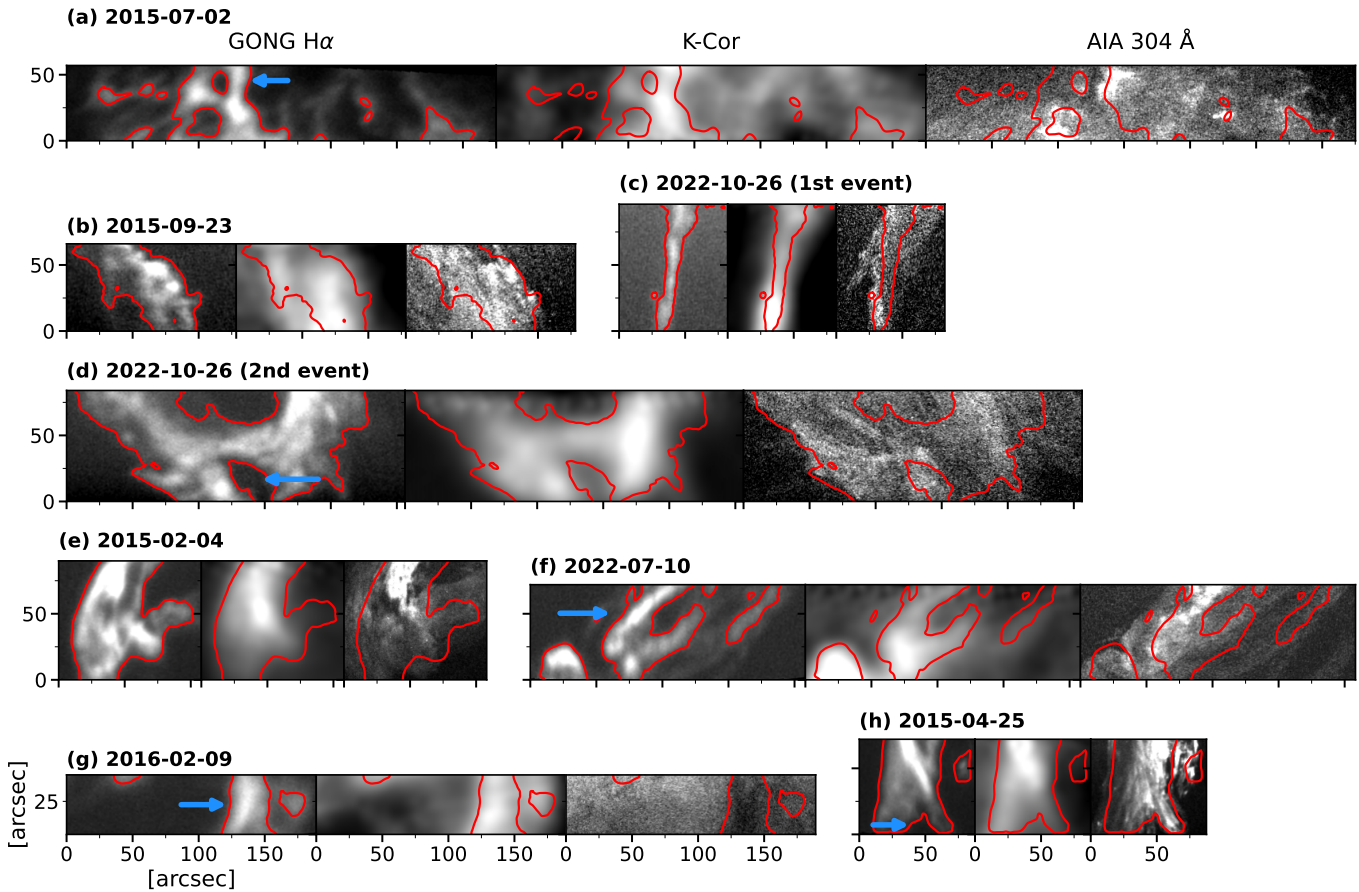 (a) 2015-07-02
GONG Hα K-Cor AIA 304 Å
50
0
(c) 2022-10-26 (1st event)
(b) 2015-09-23
50
0
(d) 2022-10-26 (2nd event)
50
0
(e) 2015-02-04
(f) 2022-07-10
50
0
(h) 2015-04-25
(g) 2016-02-09
[arcsec]
25
0 50 100 150 0 50 100 150 0 50 100 150 0 50 0 50 0 50
[arcsec]